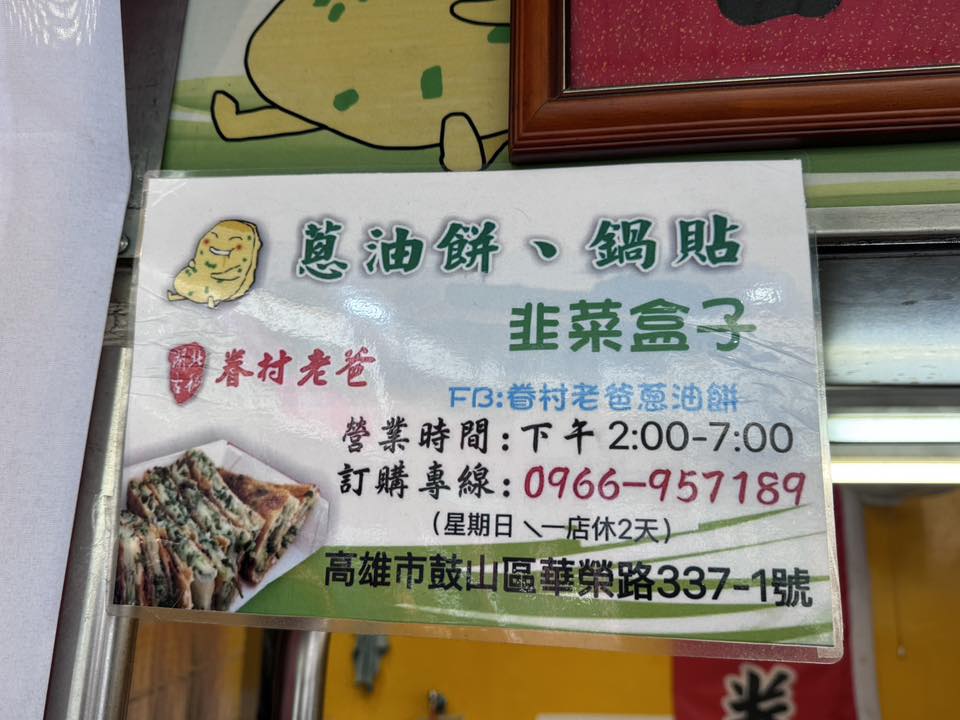 蔥油餅、鍋貼
韭菜盒子
眷村老爸
FB:眷村老爸蔥油餅
營業時間:下午2:00-7:00
訂購專線:0966-957189
(星期日、一店休2天)
高雄市鼓山區華榮路337-1號